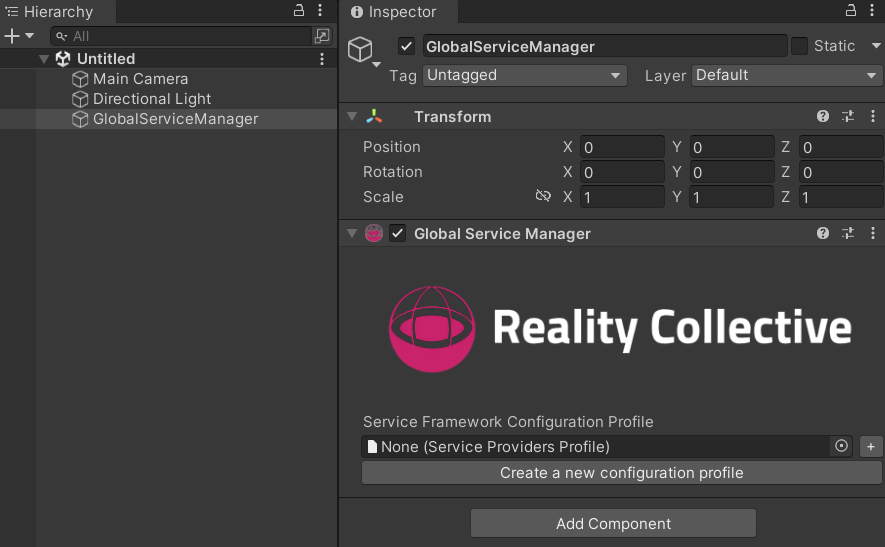 Hierarchy
All
Untitled
Main Camera
Directional Light
GlobalServiceManager
Inspector
GlobalServiceManager Static
Tag Untagged Layer Default
Transform
Position X 0 Y 0 Z 0
Rotation X 0 Y 0 Z 0
Scale X 1 Y 1 Z 1
Global Service Manager
Reality Collective
Service Framework Configuration Profile
None (Service Providers Profile)
Create a new configuration profile
Add Component